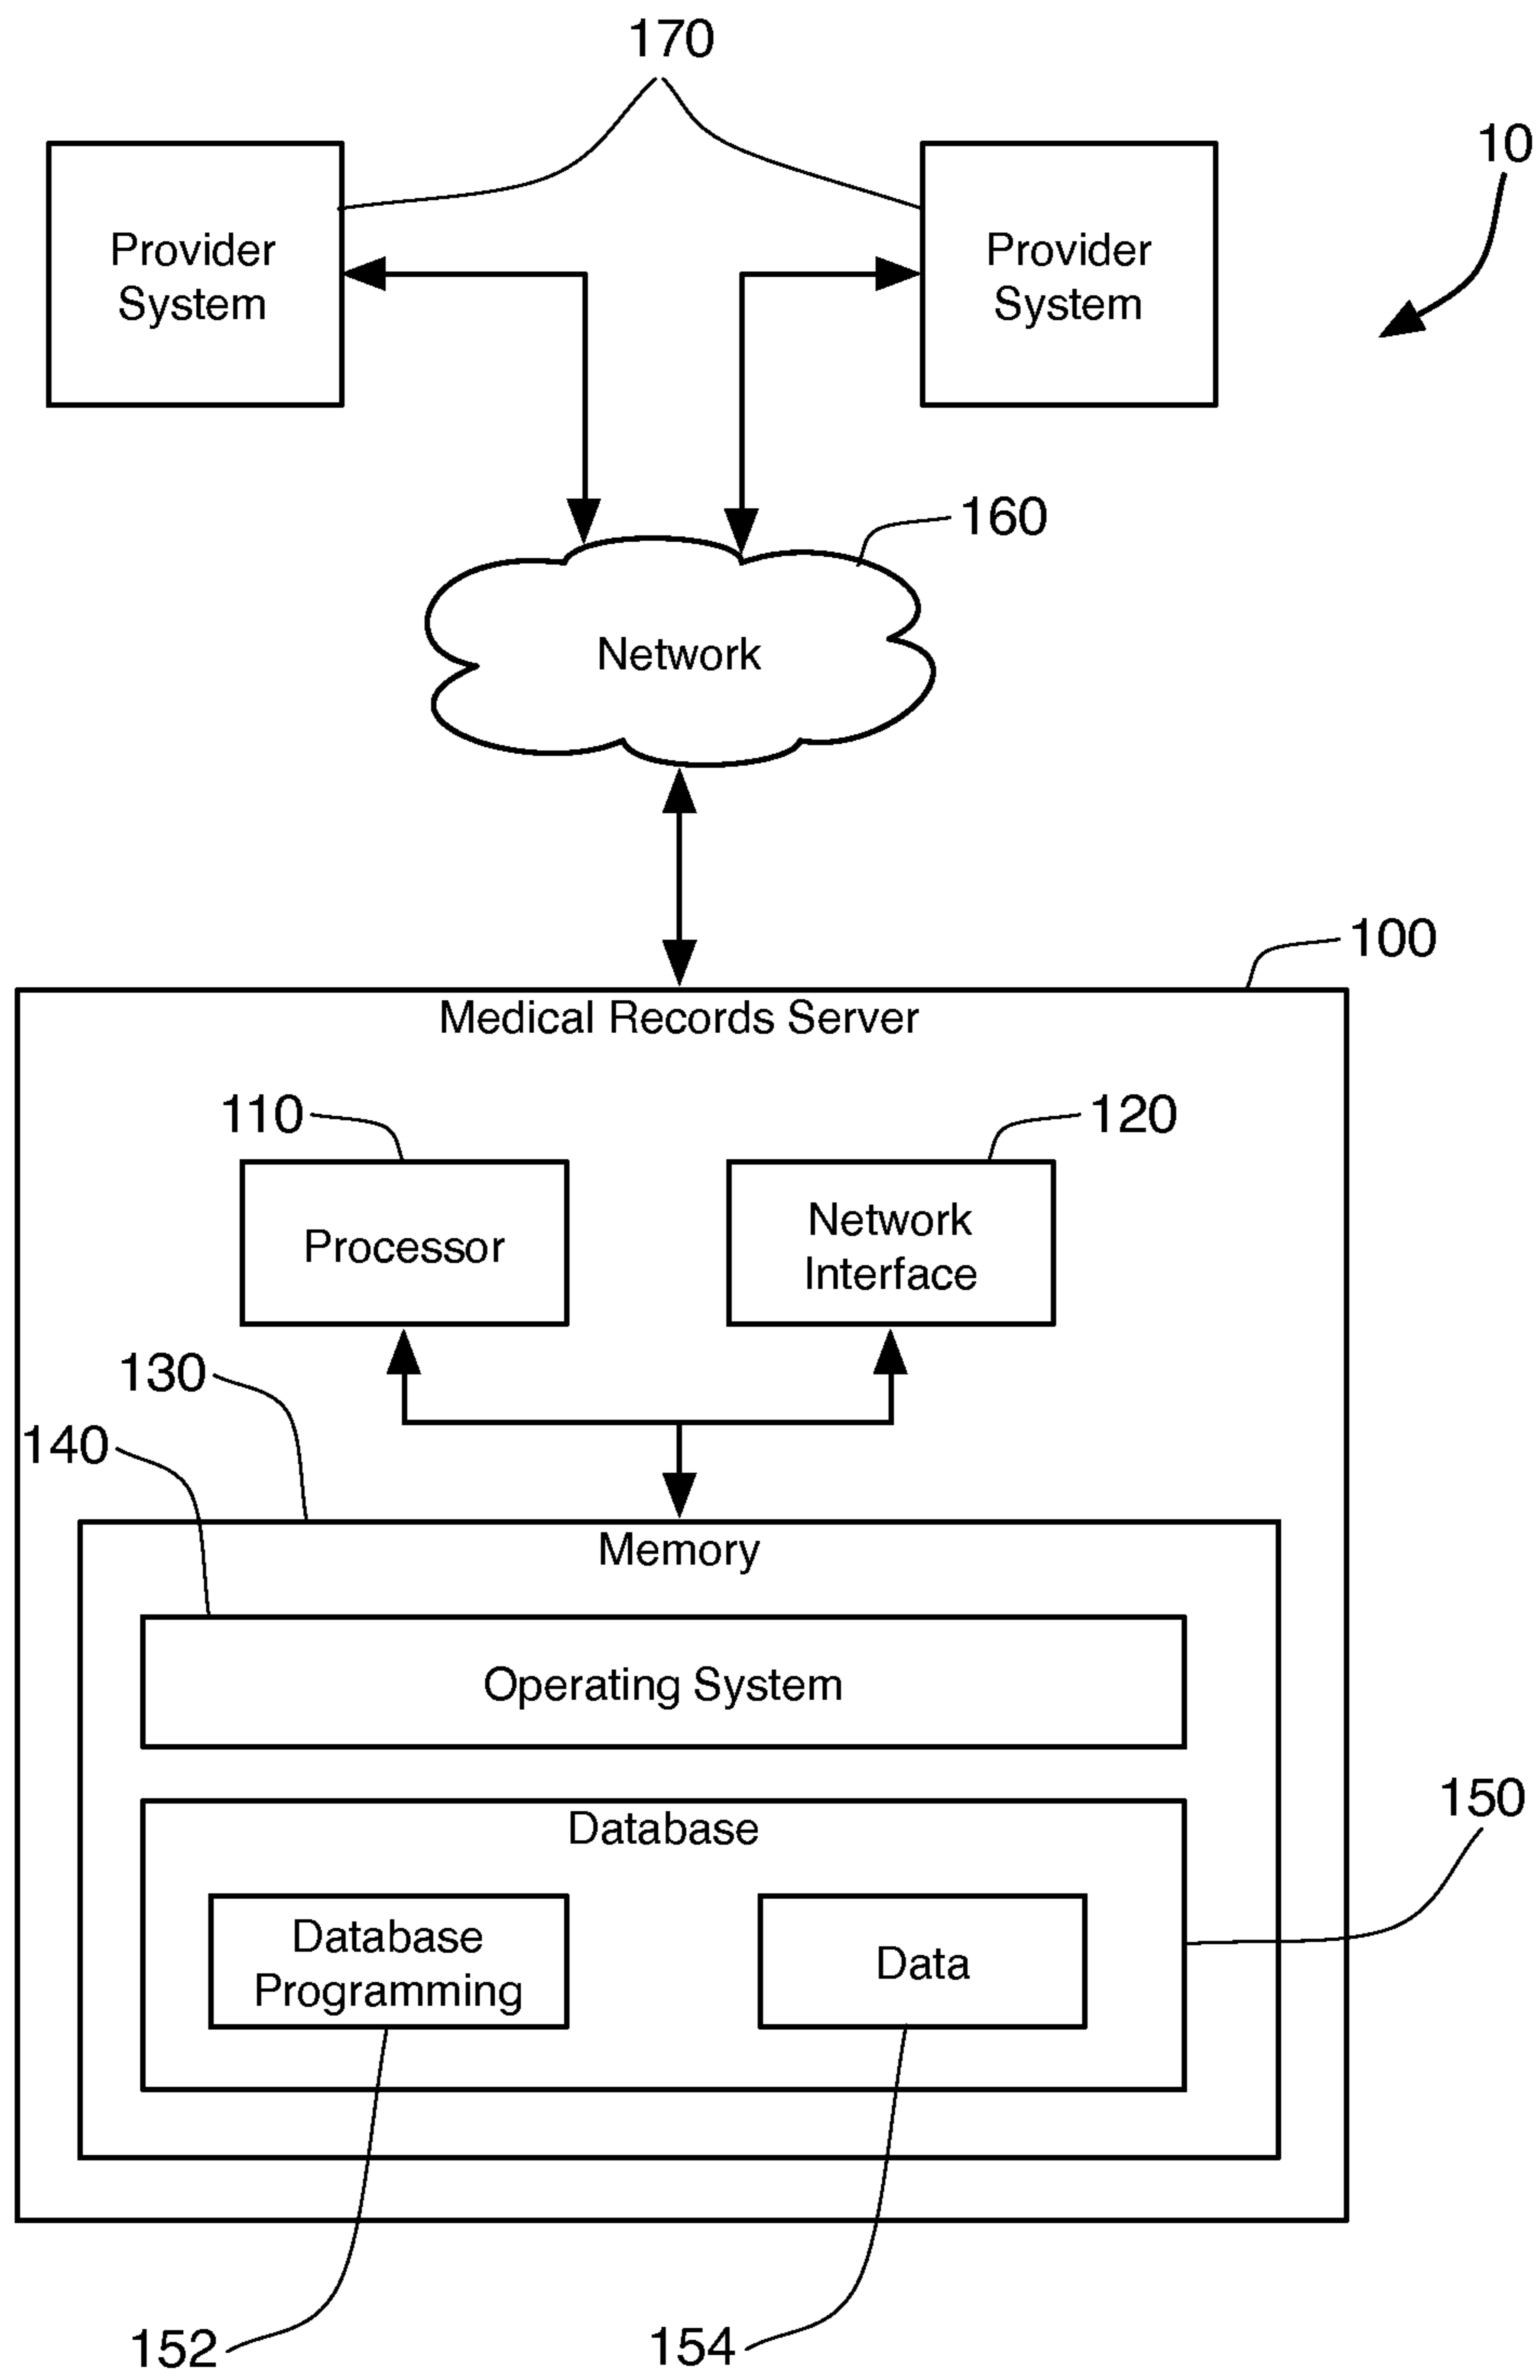 170
10
Provider
System
Provider
System
160
Network
100
Medical Records Server
110
120
Processor
Network
Interface
130
140
Memory
Operating System
150
Database
Database
Programming
Data
152
154